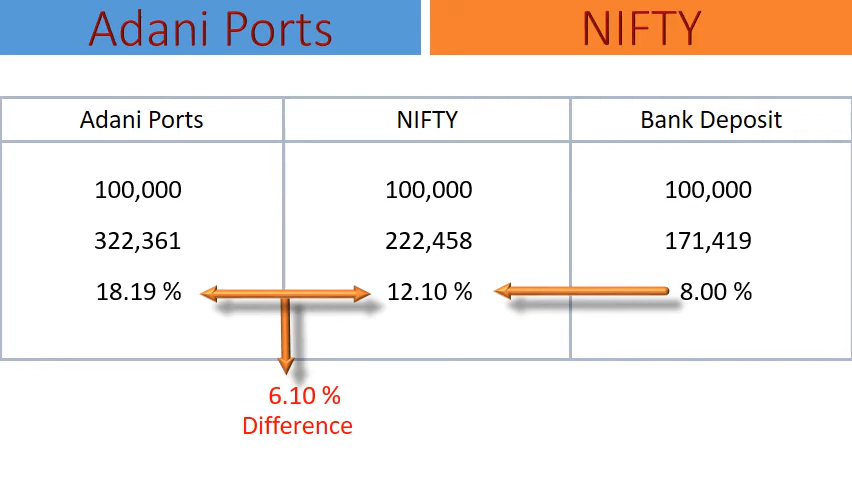 Adani Ports NIFTY
Adani Ports NIFTY Bank Deposit
100,000 100,000 100,000
322,361 222,458 171,419
18.19 % 12.10 % 8.00 %
6.10 %
Difference